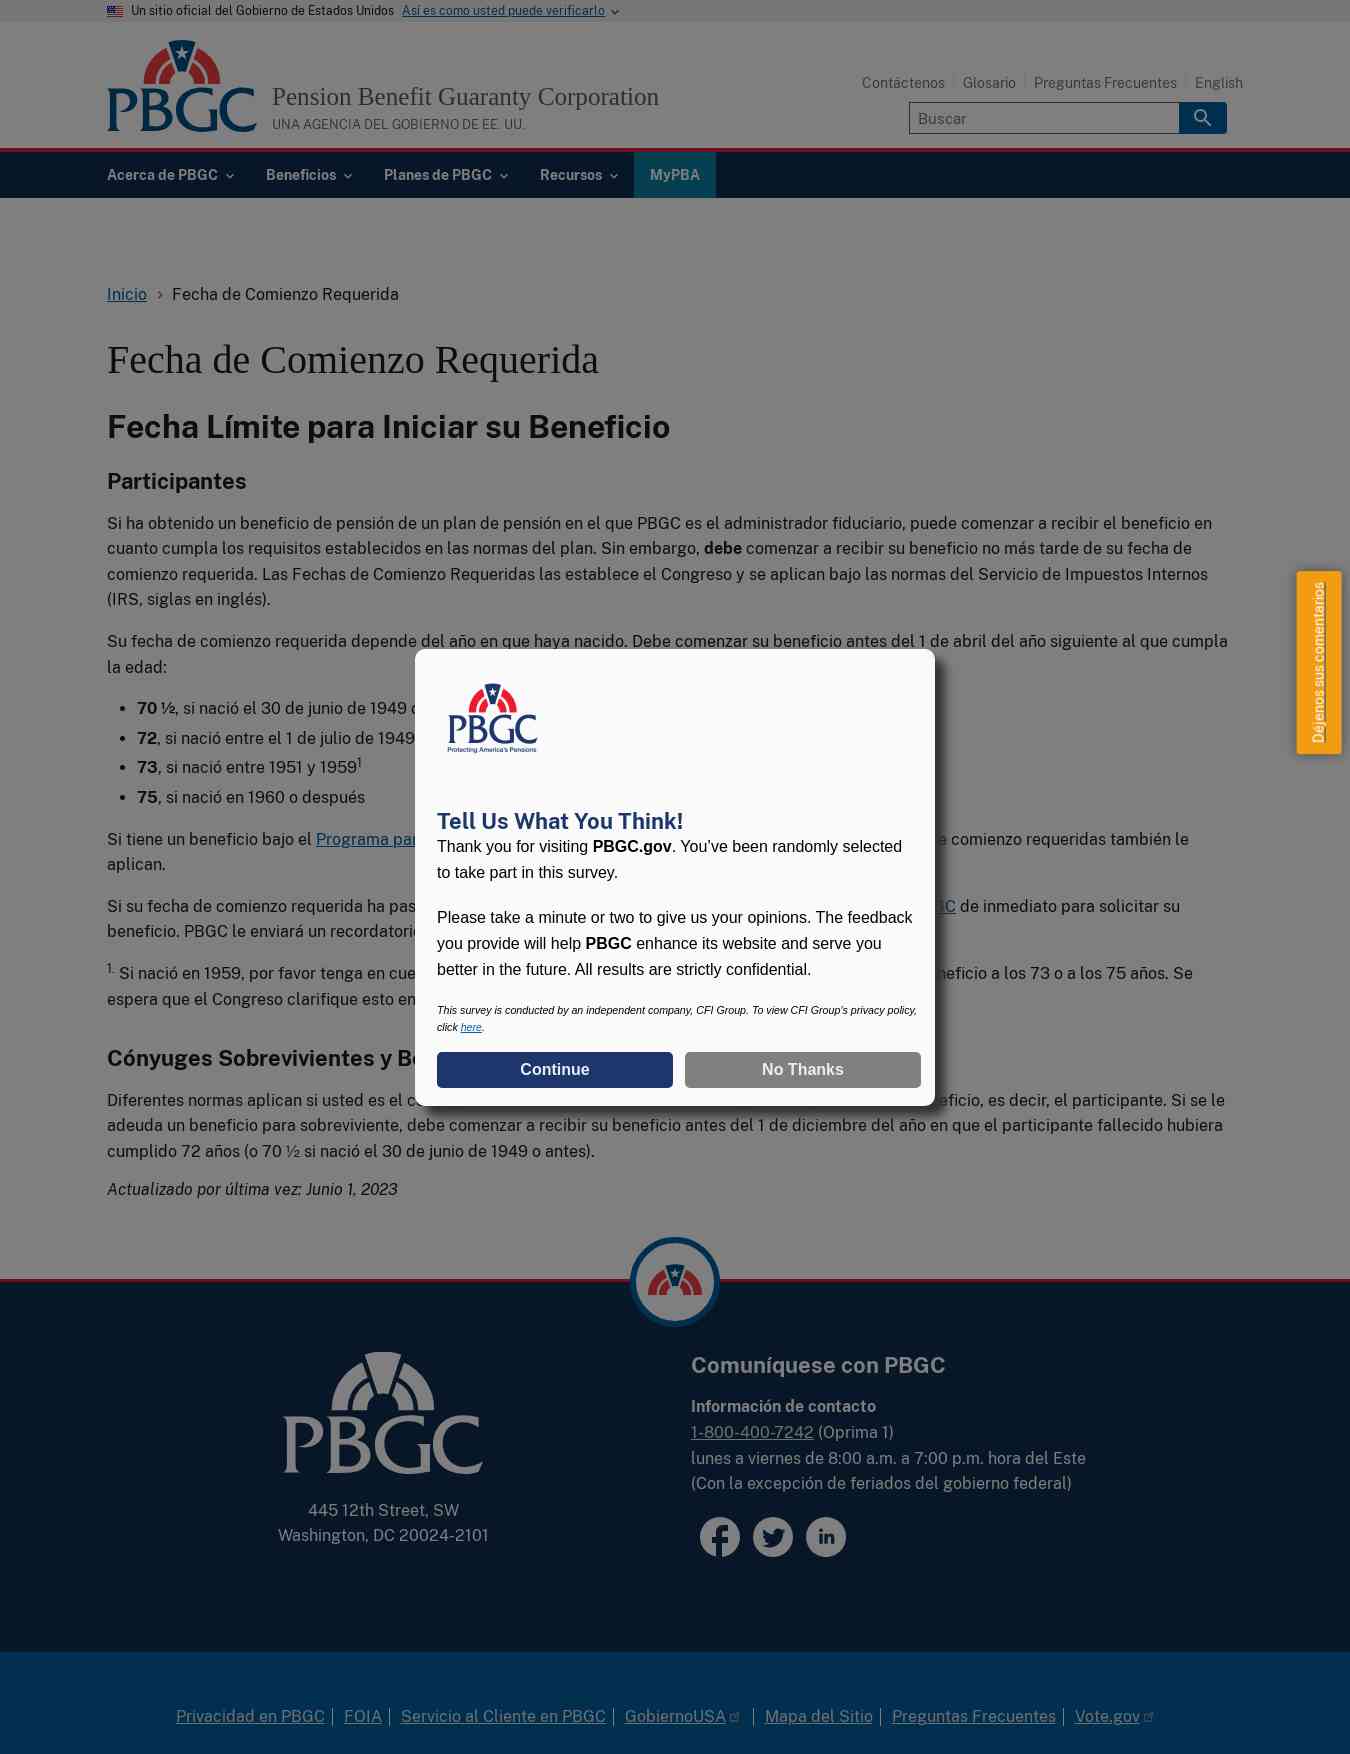 Un sitio oficial del Gobierno de Estados Unidos Así es como usted puede verificarlo
PBGC
Pension Benefit Guaranty Corporation
UNA AGENCIA DEL GOBIERNO DE EE. UU.
Contáctenos Glosario Preguntas Frecuentes English
Buscar
Acerca de PBGC Beneficios Planes de PBGC Recursos MyPBA
Inicio Fecha de Comienzo Requerida
Fecha de Comienzo Requerida
Fecha Límite para Iniciar su Beneficio
Participantes
Si ha obtenido un beneficio de pensión de un plan de pensión en el que PBGC es el administrador fiduciario, puede comenzar a recibir el beneficio en
cuanto cumpla los requisitos establecidos en las normas del plan. Sin embargo, debe comenzar a recibir su beneficio no más tarde de su fecha de
comienzo requerida. Las Fechas de Comienzo Requeridas las establece el Congreso y se aplican bajo las normas del Servicio de Impuestos Internos
(IRS, siglas en inglés).
Su fecha de comienzo requerida depende del año en que haya nacido. Debe comenzar su beneficio antes del 1 de abril del año siguiente al que cumpla
la edad:
70 ½, si nació el 30 de junio de 1949
72, si nació entre el 1 de julio de 1949
73, si nació entre 1951 y 1959¹
75, si nació en 1960 o después
Si tiene un beneficio bajo el Programa comienzo requeridas también le
aplican.
Si su fecha de comienzo requerida ha de inmediato para solicitar su
beneficio. PBGC le enviará un
1. Si nació en 1959, por favor tenga en a los 73 o a los 75 años. Se
espera que el Congreso clarifique esto
Cónyuges Sobrevivientes y
Diferentes normas aplican si usted es el es decir, el participante. Si se le
adeuda un beneficio para sobreviviente, debe comenzar a recibir su beneficio antes del 1 de diciembre del año en que el participante fallecido hubiera
cumplido 72 años (o 70 ½ si nació el 30 de junio de 1949 o antes).
Actualizado por última vez: Junio 1, 2023
Déjenos sus comentarios
PBGC
Protecting America's Pensions
Tell Us What You Think!
Thank you for visiting PBGC.gov. You’ve been randomly selected
to take part in this survey.
Please take a minute or two to give us your opinions. The feedback
you provide will help PBGC enhance its website and serve you
better in the future. All results are strictly confidential.
This survey is conducted by an independent company, CFI Group. To view CFI Group's privacy policy,
click here.
Continue No Thanks
PBGC
445 12th Street, SW
Washington, DC 20024-2101
Comuníquese con PBGC
Información de contacto
1-800-400-7242 (Oprima 1)
lunes a viernes de 8:00 a.m. a 7:00 p.m. hora del Este
(Con la excepción de feriados del gobierno federal)
in
Privacidad en PBGC FOIA Servicio al Cliente en PBGC GobiernoUSA Mapa del Sitio Preguntas Frecuentes Vote.gov